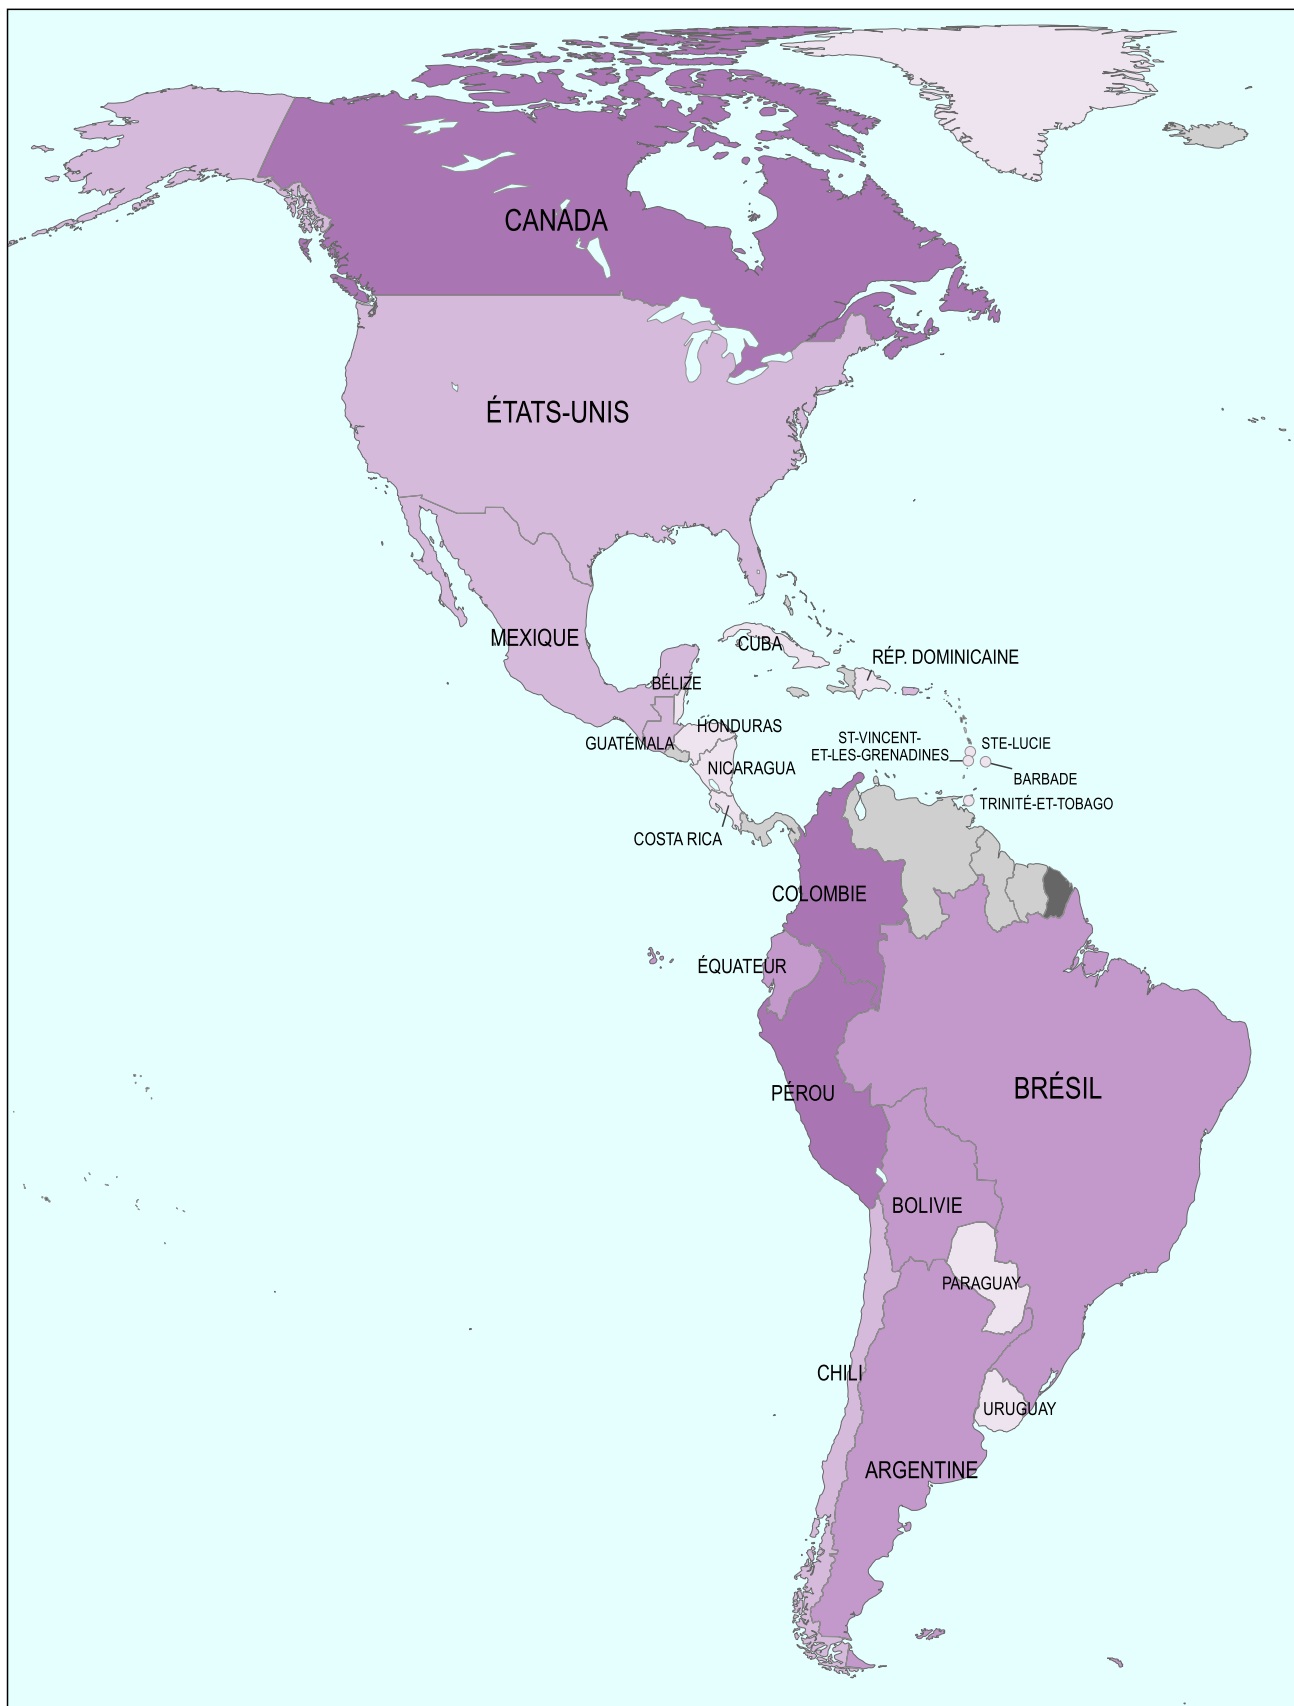 CANADA
ÉTATS-UNIS
MEXIQUE
CUBA
RÉP. DOMINICAINE
BÉLIZE
HONDURAS
GUATÉMALA
NICARAGUA
ST-VINCENT-
ET-LES-GRENADINES
STE-LUCIE
BARBADE
TRINITÉ-ET-TOBAGO
COSTA RICA
COLOMBIE
ÉQUATEUR
PÉROU
BRÉSIL
BOLIVIE
PARAGUAY
CHILI
URUGUAY
ARGENTINE